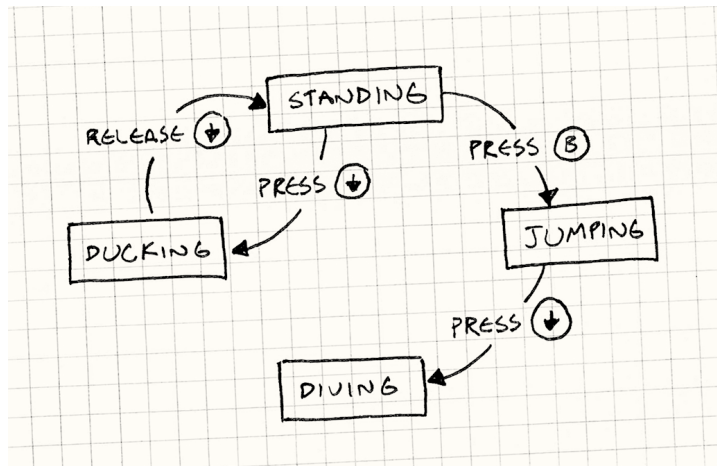 STANDING
RELEASE ↓
PRESS B
PRESS ↓
DUCKING
JUMPING
PRESS ↓
DIVING